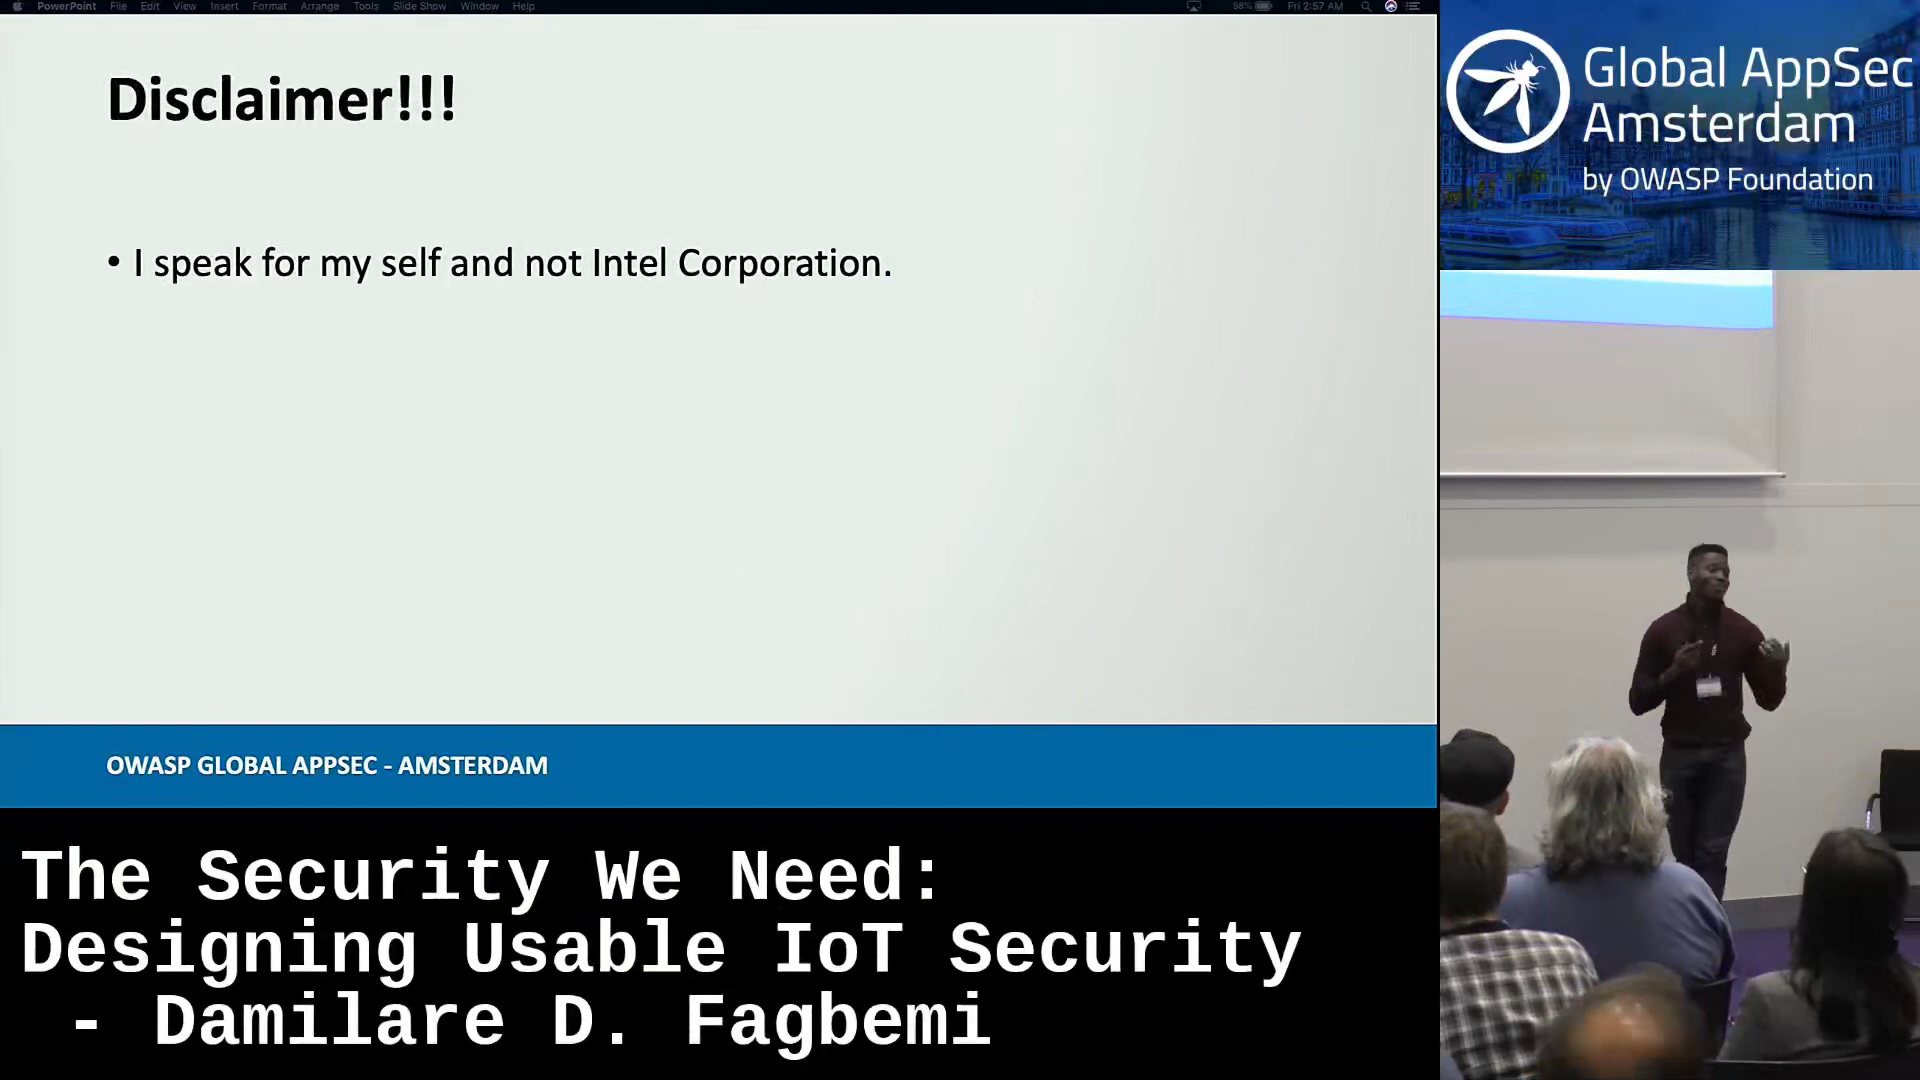 PowerPoint File Edit View Insert Format Arrange Tools Slide Show Window Help 98% Fri 2:57 AM
Disclaimer!!!
• I speak for my self and not Intel Corporation.
OWASP GLOBAL APPSEC - AMSTERDAM
The Security We Need:
Designing Usable IoT Security
- Damilare D. Fagbemi
Global AppSec
Amsterdam
by OWASP Foundation